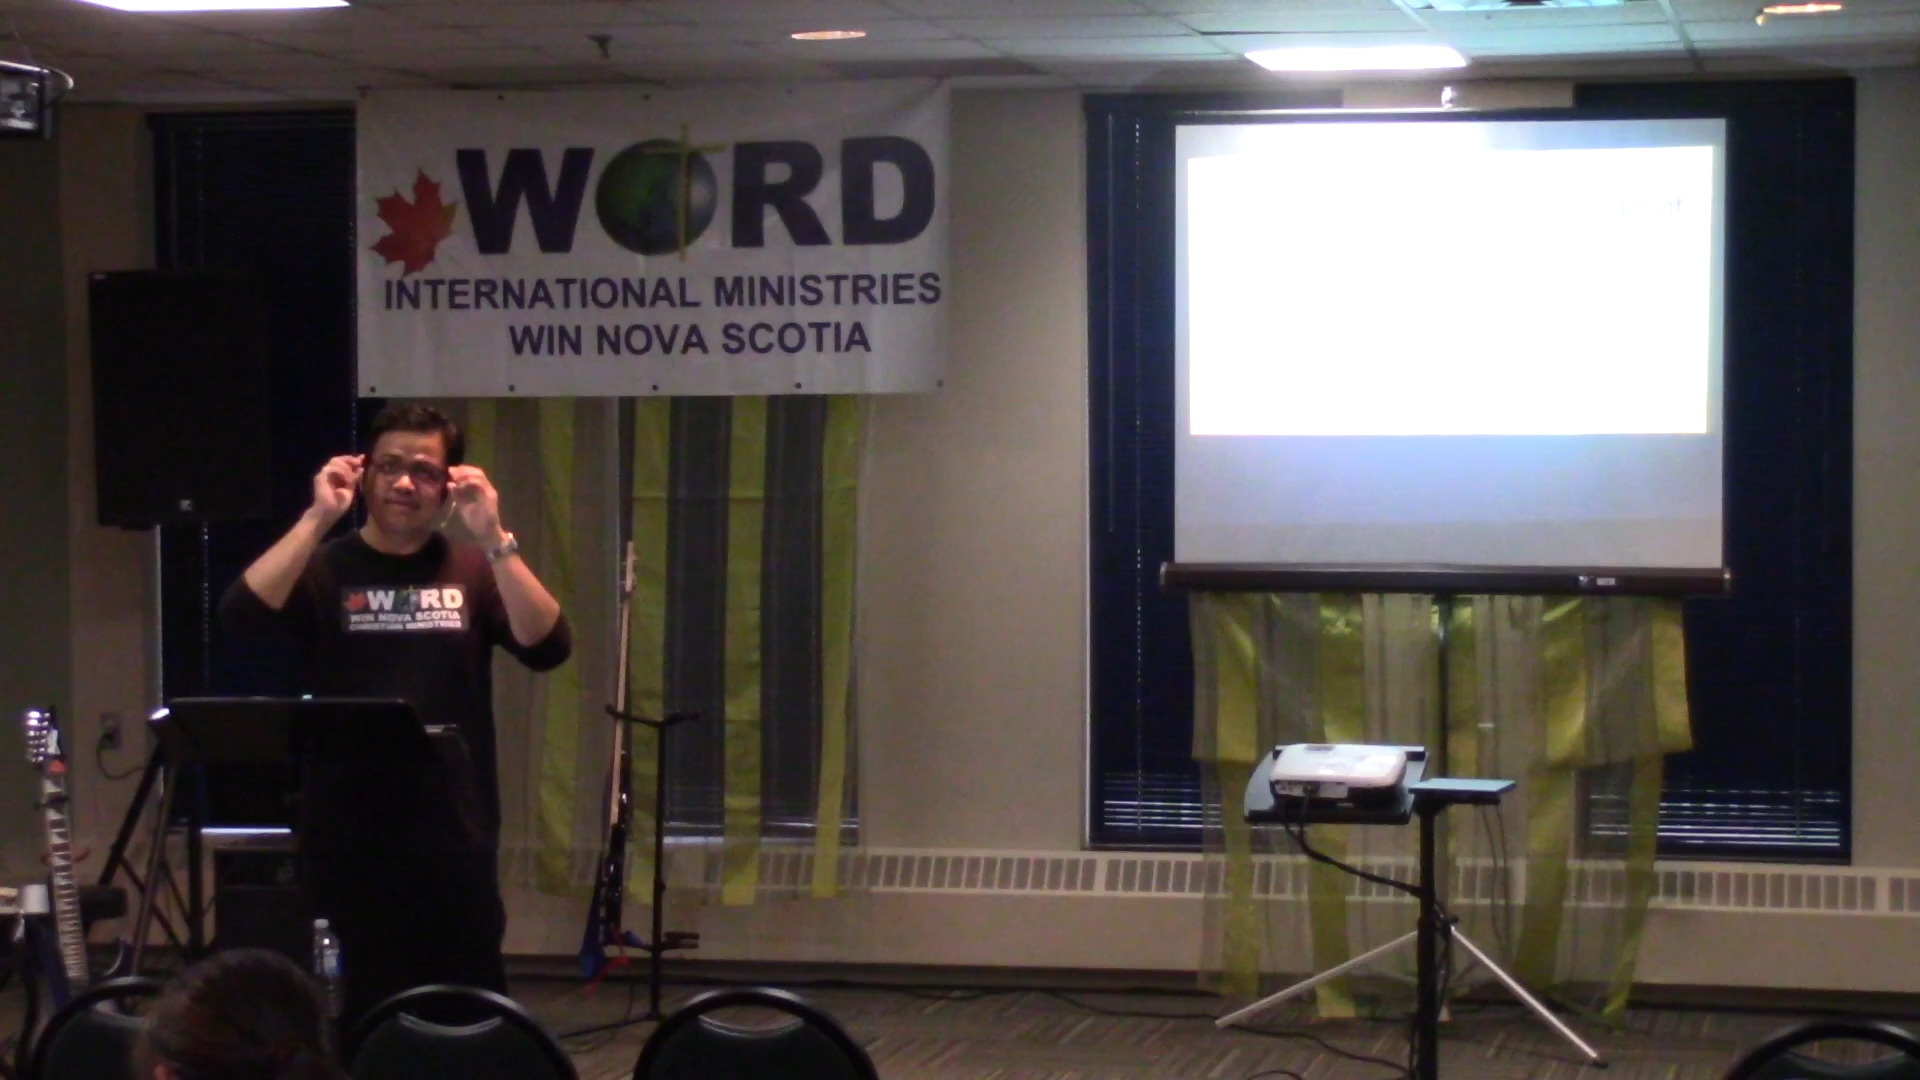 WORD
INTERNATIONAL MINISTRIES
WIN NOVA SCOTIA
WORD
WIN NOVA SCOTIA
CHRISTIAN MINISTRIES